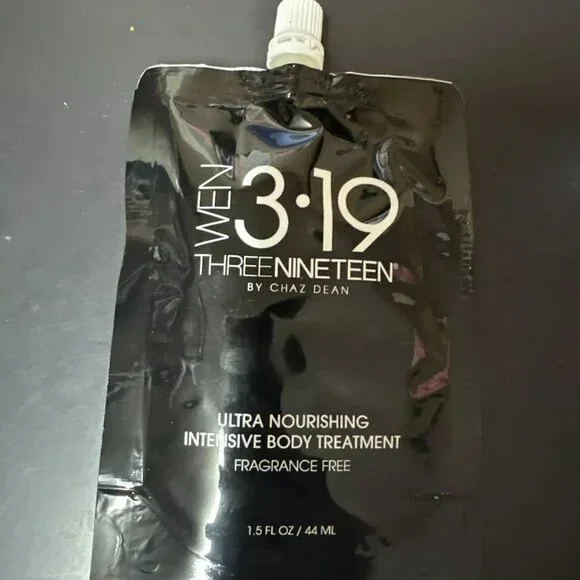 WEN
3·19
THREENINETEEN®
BY CHAZ DEAN
ULTRA NOURISHING
INTENSIVE BODY TREATMENT
FRAGRANCE FREE
1.5 FL OZ / 44 ML